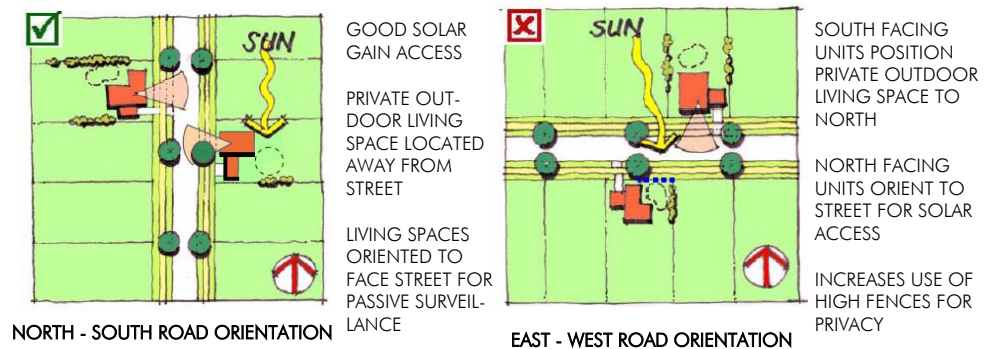 SUN
GOOD SOLAR
GAIN ACCESS
PRIVATE OUT-
DOOR LIVING
SPACE LOCATED
AWAY FROM
STREET
LIVING SPACES
ORIENTED TO
FACE STREET FOR
PASSIVE SURVEIL-
LANCE
NORTH - SOUTH ROAD ORIENTATION
SUN
SOUTH FACING
UNITS POSITION
PRIVATE OUTDOOR
LIVING SPACE TO
NORTH
NORTH FACING
UNITS ORIENT TO
STREET FOR SOLAR
ACCESS
INCREASES USE OF
HIGH FENCES FOR
PRIVACY
EAST - WEST ROAD ORIENTATION